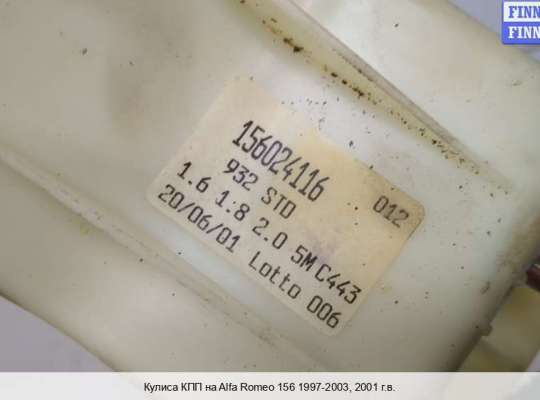 FINN
FINN
156024116 012
932 STD
1.6 1.8 2.0 5M C443
20/06/01 Lotto 006
Кулиса КПП на Alfa Romeo 156 1997-2003, 2001 г.в.